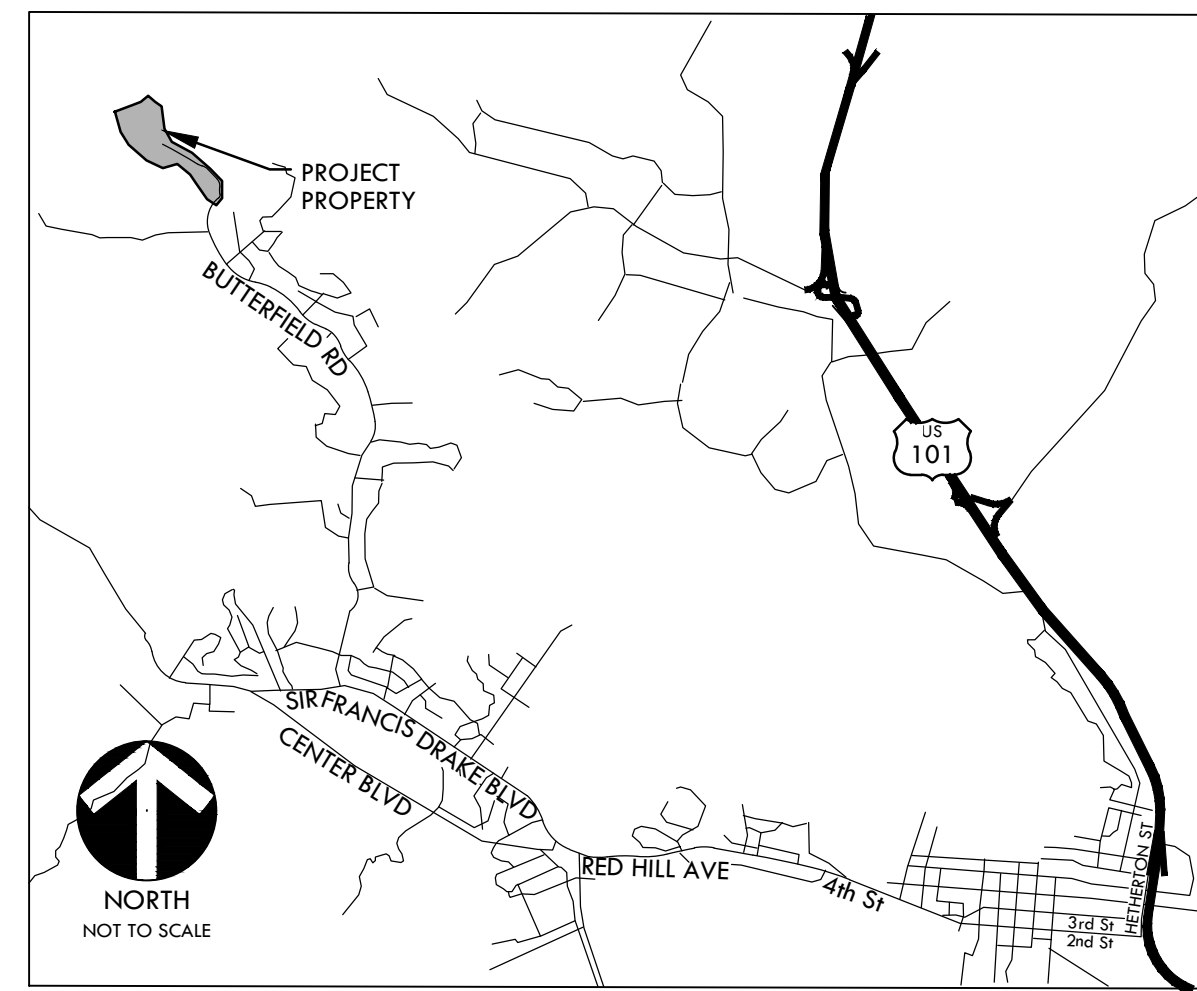 PROJECT
PROPERTY
BUTTERFIELD RD
US
101
SIR FRANCIS DRAKE BLVD
CENTER BLVD
RED HILL AVE
4th St
HETHERTON ST
3rd St
2nd St
NORTH
NOT TO SCALE